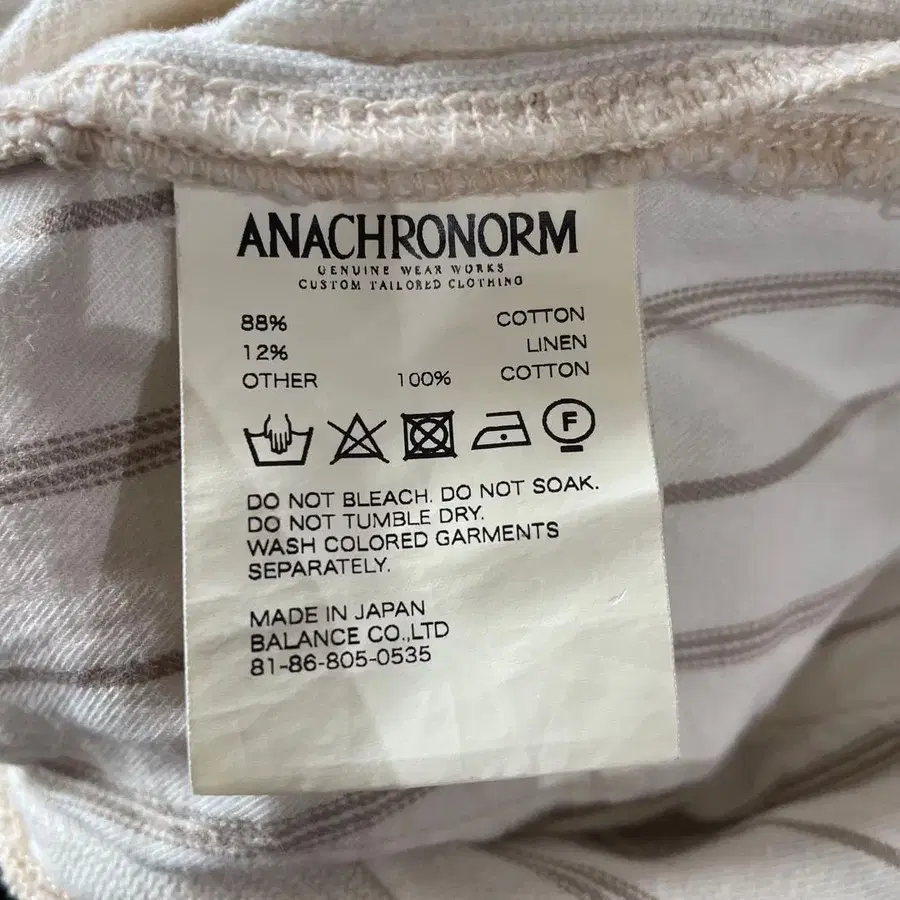 ANACHRONORM
GENUINE WEAR WORKS
CUSTOM TAILORED CLOTHING
88% COTTON
12% LINEN
OTHER 100% COTTON
F
DO NOT BLEACH. DO NOT SOAK.
DO NOT TUMBLE DRY.
WASH COLORED GARMENTS
SEPARATELY.
MADE IN JAPAN
BALANCE CO.,LTD
81-86-805-0535